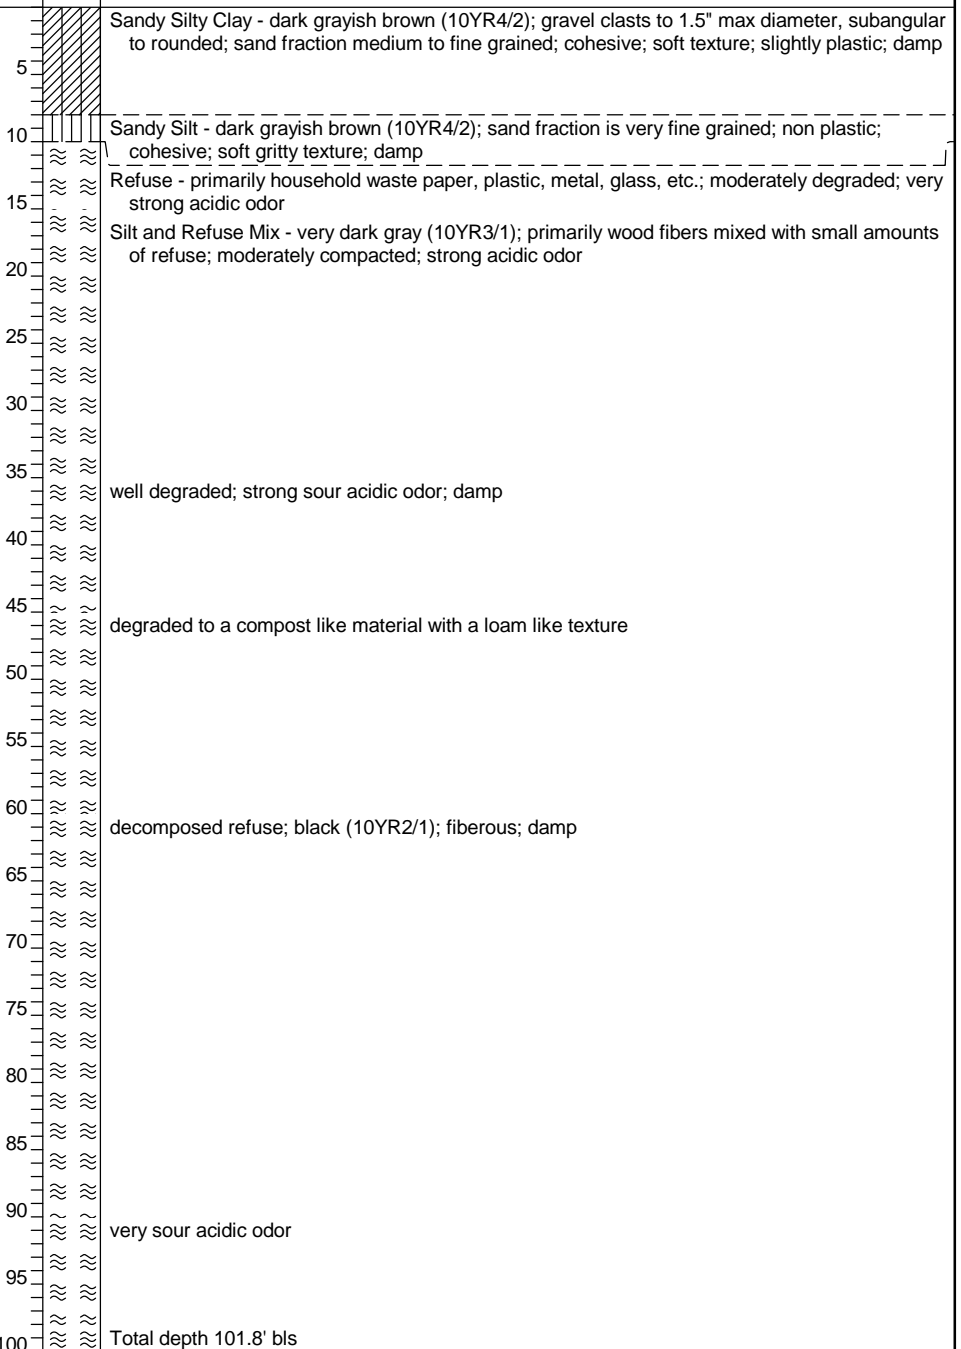 Sandy Silty Clay - dark grayish brown (10YR4/2); gravel clasts to 1.5" max diameter, subangular
to rounded; sand fraction medium to fine grained; cohesive; soft texture; slightly plastic; damp
5
10
Sandy Silt - dark grayish brown (10YR4/2); sand fraction is very fine grained; non plastic;
cohesive; soft gritty texture; damp
Refuse - primarily household waste paper, plastic, metal, glass, etc.; moderately degraded; very
15
strong acidic odor
Silt and Refuse Mix - very dark gray (10YR3/1); primarily wood fibers mixed with small amounts
of refuse; moderately compacted; strong acidic odor
20
25
30
35
well degraded; strong sour acidic odor; damp
40
45
degraded to a compost like material with a loam like texture
50
55
60
decomposed refuse; black (10YR2/1); fiberous; damp
65
70
75
80
85
90
very sour acidic odor
95
Total depth 101.8' bls
100